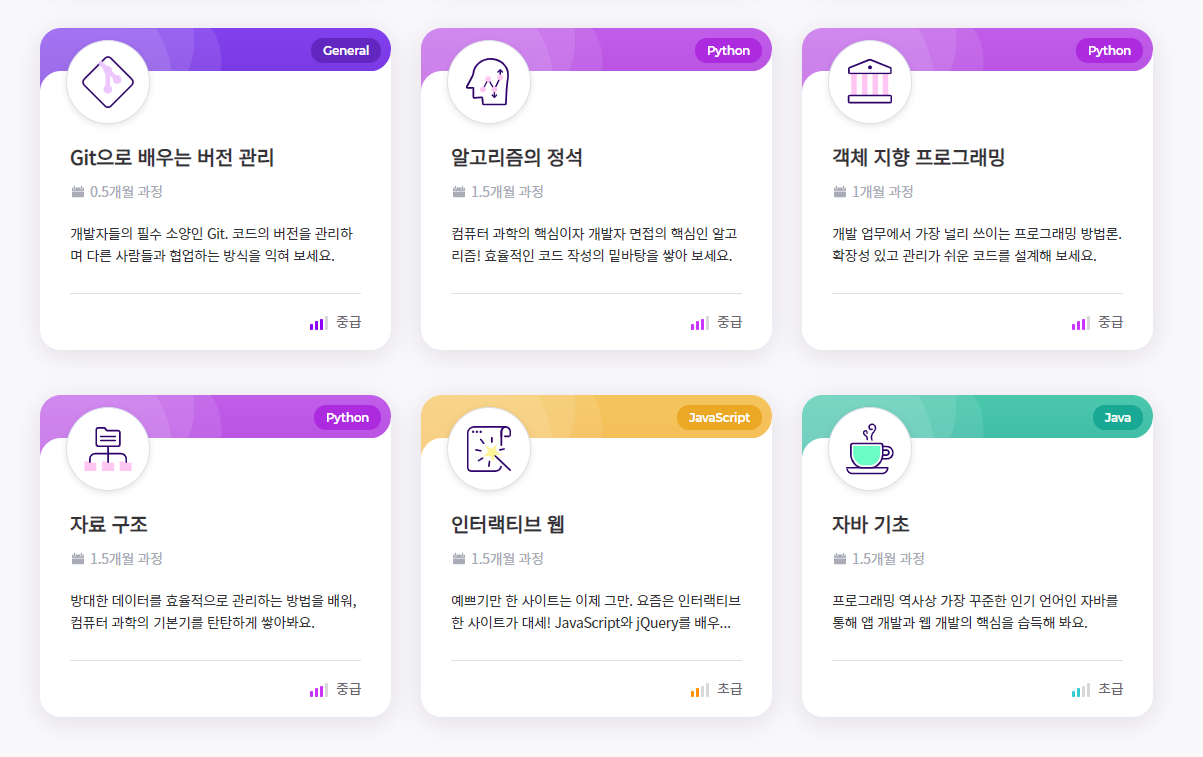 General
Git으로 배우는 버전 관리
0.5개월 과정
개발자들의 필수 소양인 Git. 코드의 버전을 관리하
며 다른 사람들과 협업하는 방식을 익혀 보세요.
중급
Python
알고리즘의 정석
1.5개월 과정
컴퓨터 과학의 핵심이자 개발자 면접의 핵심인 알고
리즘! 효율적인 코드 작성의 밑바탕을 쌓아 보세요.
중급
Python
객체 지향 프로그래밍
1개월 과정
개발 업무에서 가장 널리 쓰이는 프로그래밍 방법론.
확장성 있고 관리가 쉬운 코드를 설계해 보세요.
중급
Python
자료 구조
1.5개월 과정
방대한 데이터를 효율적으로 관리하는 방법을 배워,
컴퓨터 과학의 기본기를 탄탄하게 쌓아봐요.
중급
JavaScript
인터랙티브 웹
1.5개월 과정
예쁘기만 한 사이트는 이제 그만. 요즘은 인터랙티브
한 사이트가 대세! JavaScript와 jQuery를 배우...
초급
Java
자바 기초
1.5개월 과정
프로그래밍 역사상 가장 꾸준한 인기 언어인 자바를
통해 앱 개발과 웹 개발의 핵심을 습득해 봐요.
초급